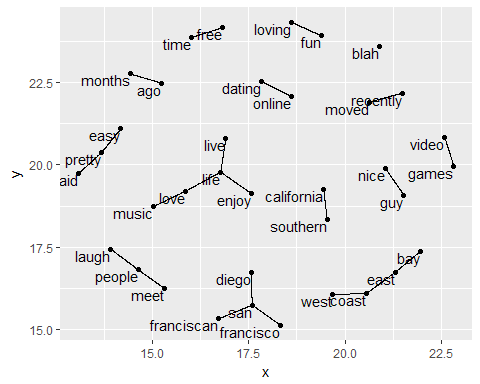 loving
free
time
fun
blah
22.5
months
ago
dating
online
recently
moved
easy
pretty
aid
live
life
love
music
enjoy
video
games
nice
guy
20.0
california
southern
y
17.5
laugh
people
meet
diego
san
franciscan
francisco
bay
east
west
coast
15.0
15.0
17.5
20.0
22.5
x